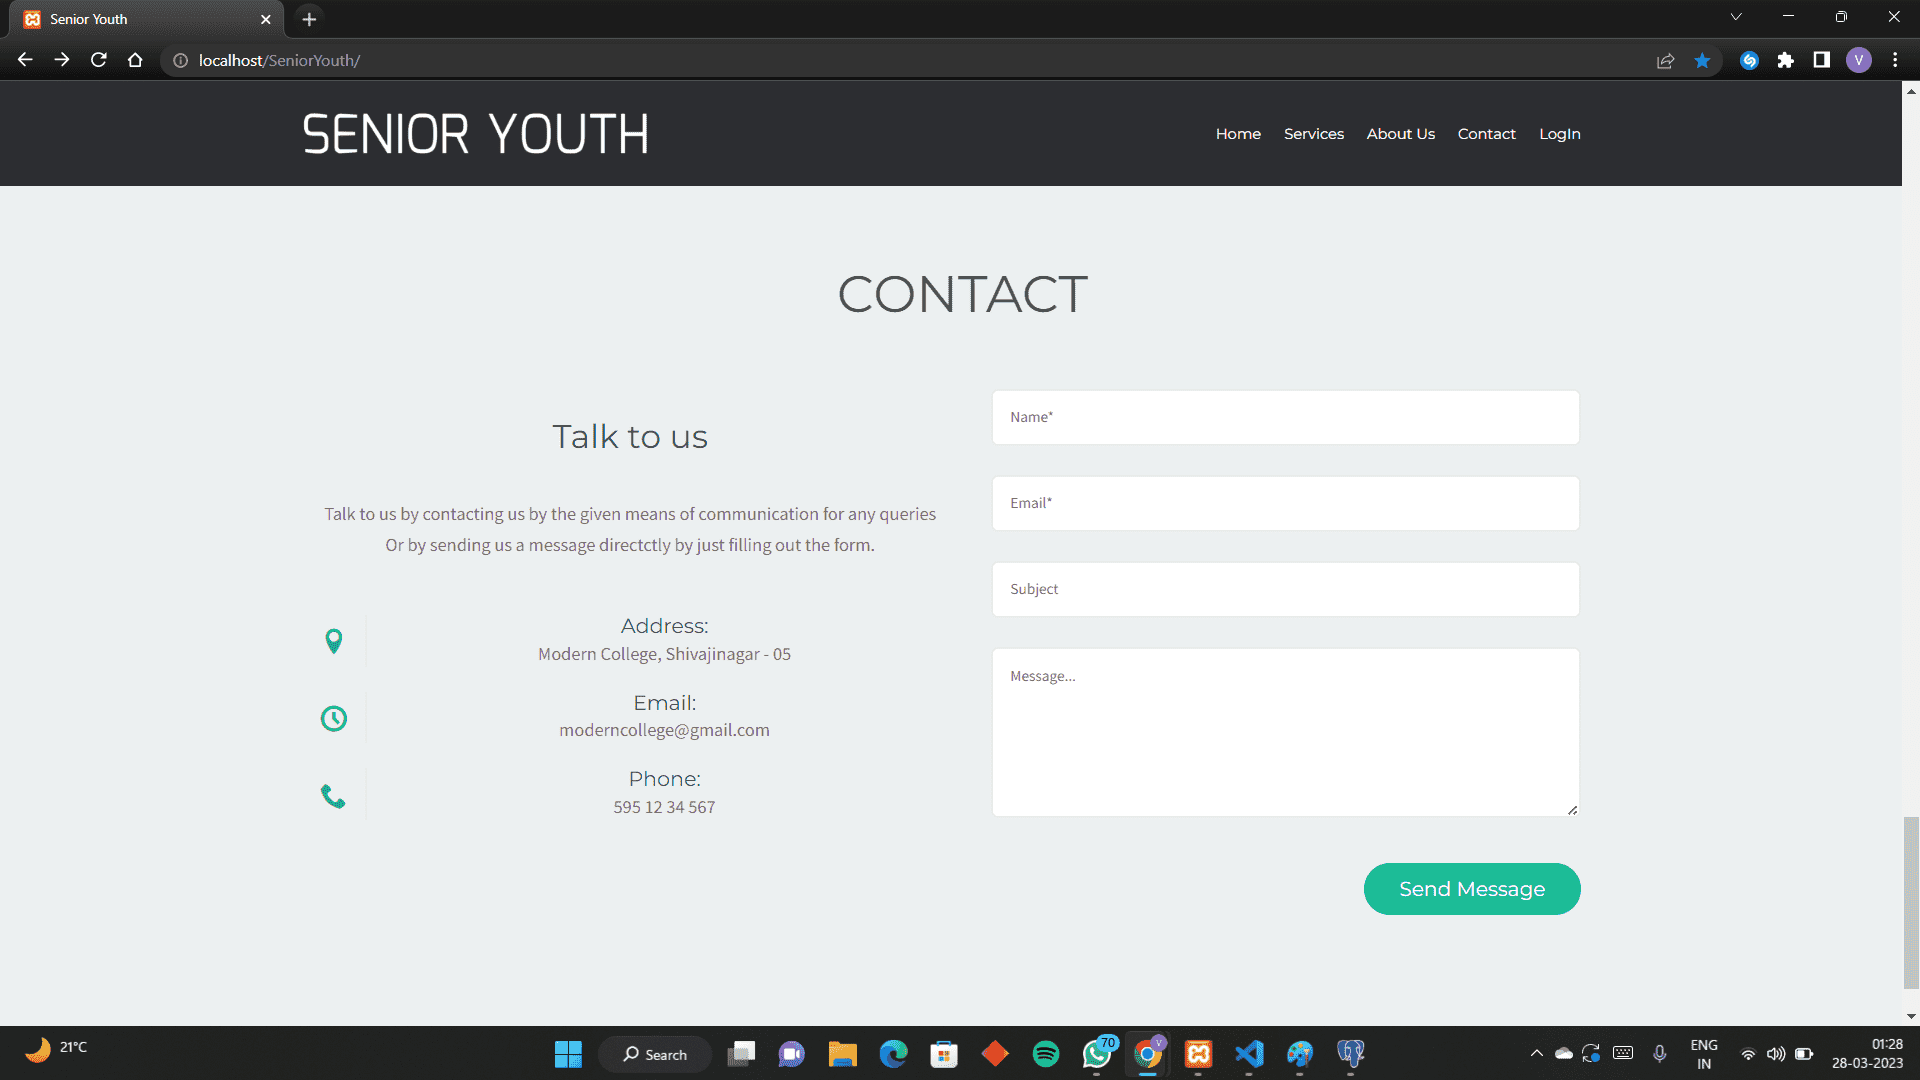 Senior Youth
localhost/SeniorYouth/
V
SENIOR YOUTH
Home Services About Us Contact LogIn
CONTACT
Talk to us
Talk to us by contacting us by the given means of communication for any queries
Or by sending us a message directctly by just filling out the form.
Address:
Modern College, Shivajinagar - 05
Email:
moderncollege@gmail.com
Phone:
595 12 34 567
Name*
Email*
Subject
Message...
Send Message
21°C
Search
70
V
ENG
IN
01:28
28-03-2023